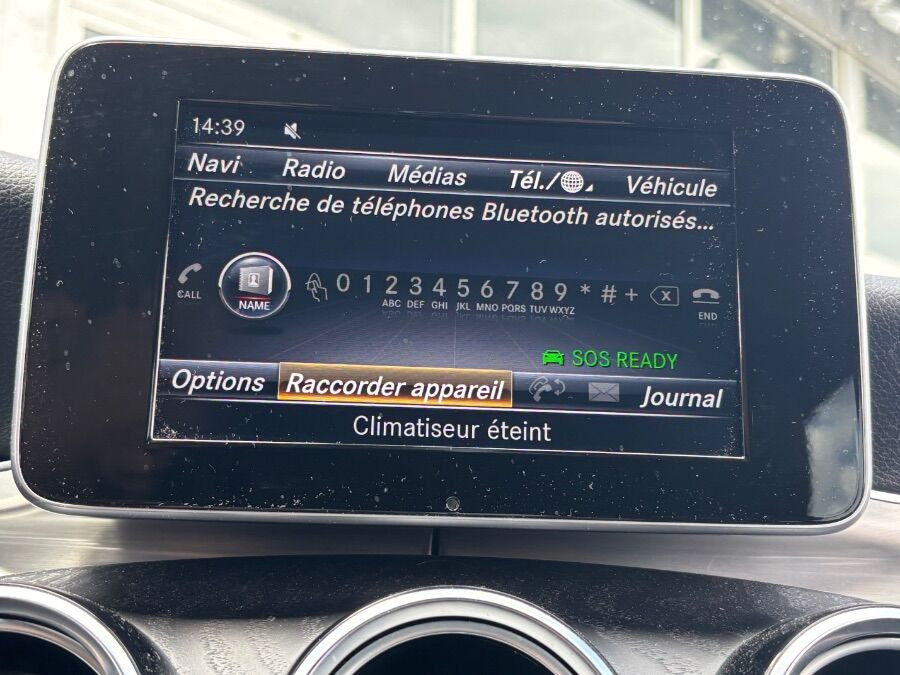 14:39
Navi Radio Médias Tél./ Véhicule
Recherche de téléphones Bluetooth autorisés...
0 1 2 3 4 5 6 7 8 9 * # +
CALL NAME ABC DEF GHI JKL MNO PQRS TUV WXYZ END
SOS READY
Options Raccorder appareil Journal
Climatiseur éteint